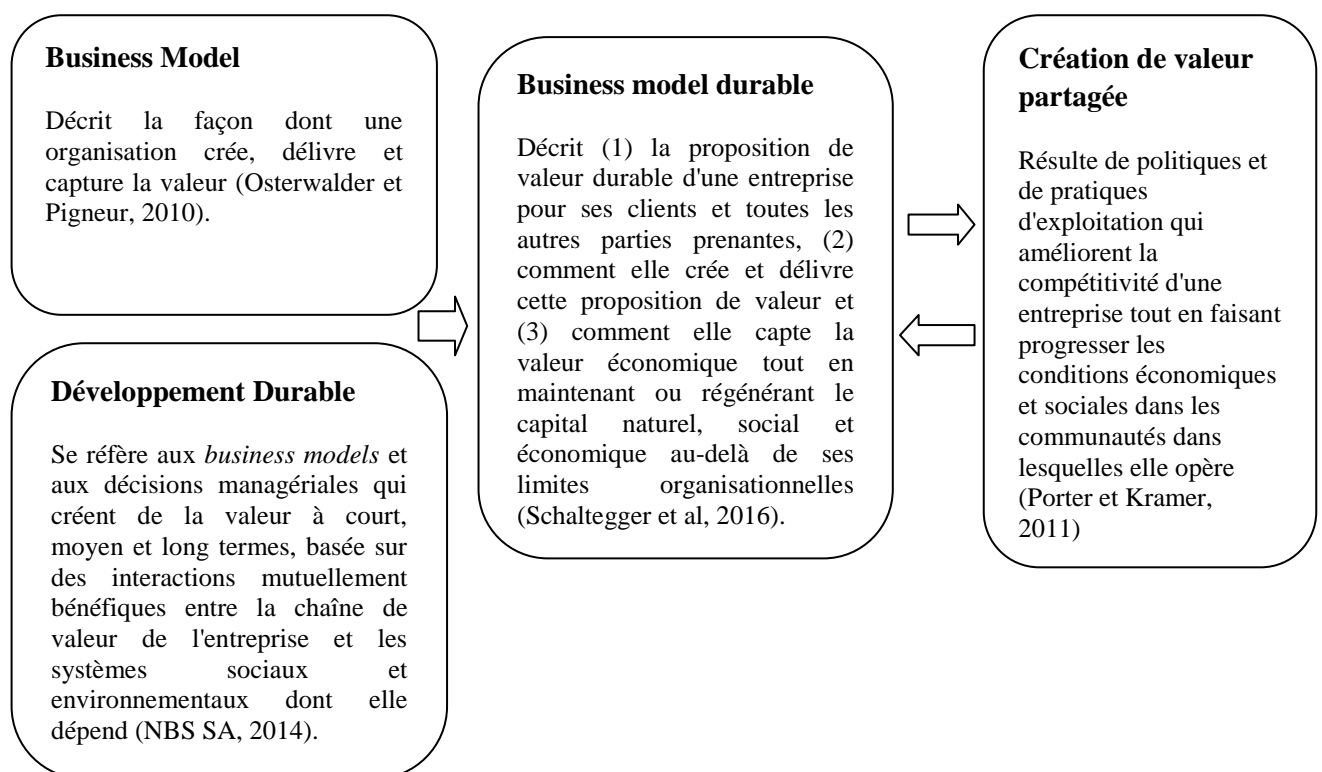 Business Model
Décrit la façon dont une
organisation crée, délivre et
capture la valeur (Osterwalder et
Pigneur, 2010).
Développement Durable
Se réfère aux business models et
aux décisions managériales qui
créent de la valeur à court,
moyen et long termes, basée sur
des interactions mutuellement
bénéfiques entre la chaîne de
valeur de l'entreprise et les
systèmes sociaux et
environnementaux dont elle
dépend (NBS SA, 2014).
Business model durable
Décrit (1) la proposition de
valeur durable d'une entreprise
pour ses clients et toutes les
autres parties prenantes, (2)
comment elle crée et délivre
cette proposition de valeur et
(3) comment elle capte la
valeur économique tout en
maintenant ou régénérant le
capital naturel, social et
économique au-delà de ses
limites organisationnelles
(Schaltegger et al, 2016).
Création de valeur
partagée
Résulte de politiques et
de pratiques
d'exploitation qui
améliorent la
compétitivité d'une
entreprise tout en faisant
progresser les
conditions économiques
et sociales dans les
communautés dans
lesquelles elle opère
(Porter et Kramer,
2011)